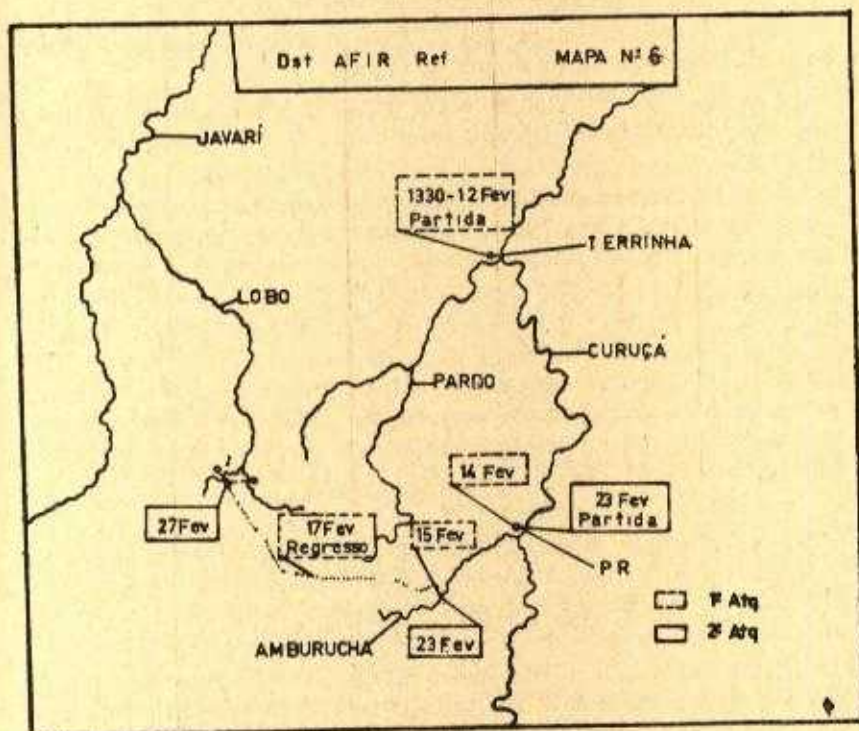 Dst AFIR Ref MAPA Nº 6
JAVARÍ
1330-12 Fev
Partida
TERRINHA
LOBO
CURUÇÁ
PARDO
14 Fev
23 Fev
Partida
27 Fev
17 Fev
Regresso
15 Fev
PR
1º Atq
2º Atq
23 Fev
AMBURUCHA